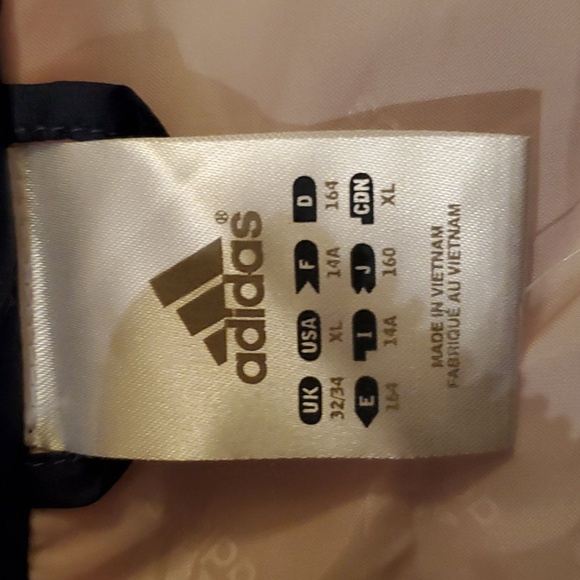 adidas®
UK USA F D
32/34 XL 14A 164
E I J CDN
164 14A 160 XL
MADE IN VIETNAM
FABRIQUÉ AU VIETNAM